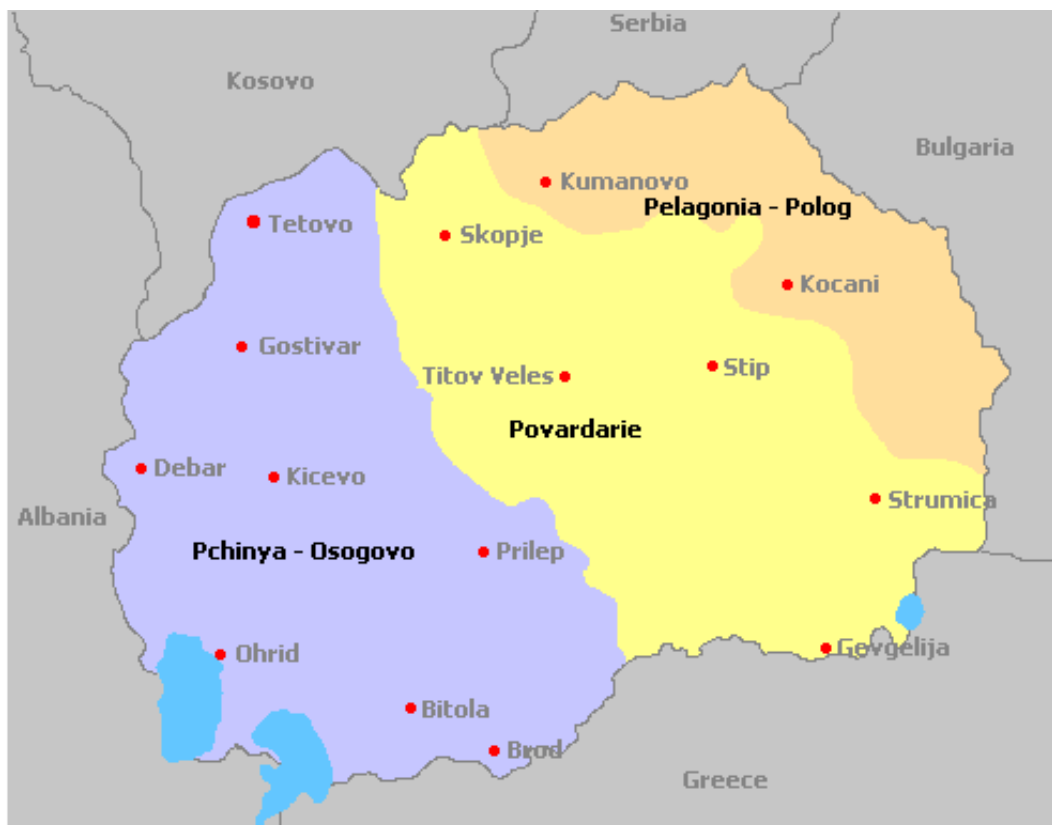 Serbia
Kosovo
Bulgaria
Kumanovo
Pelagonia - Polog
Tetovo
Skopje
Kocani
Gostivar
Titov Veles
Stip
Povardarie
Debar
Kicevo
Strumica
Albania
Pchinya - Osogovo
Prilep
Ohrid
Gevgelija
Bitola
Brod
Greece